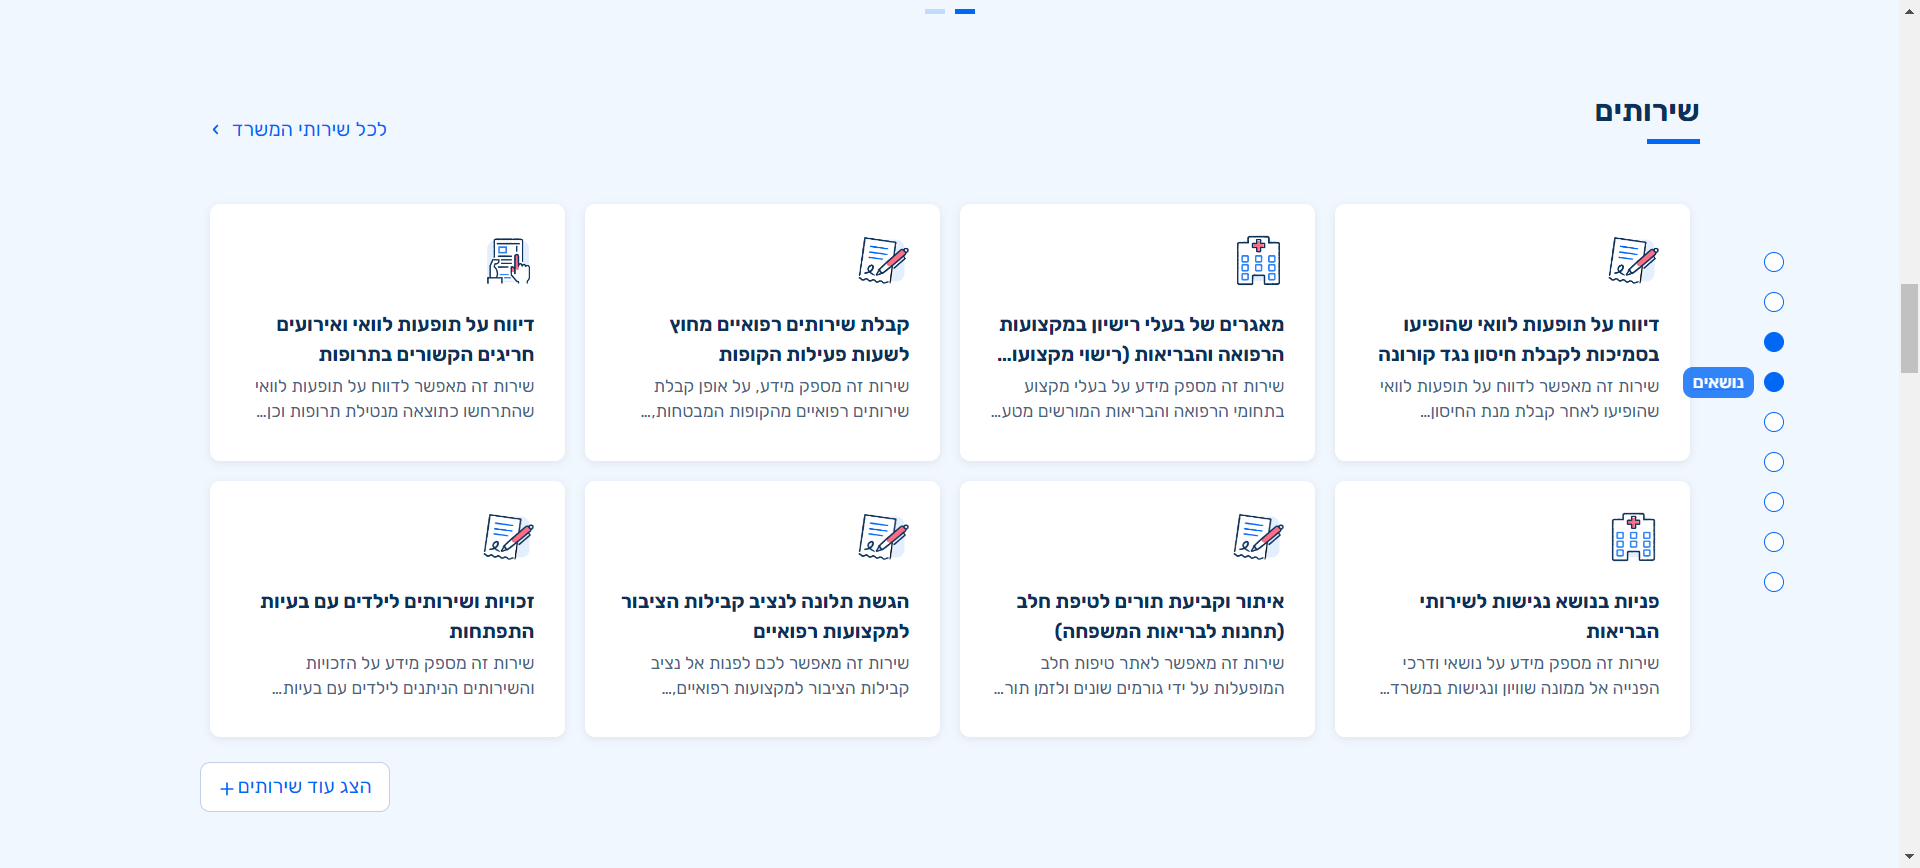 שירותים
לכל שירותי המשרד
דיווח על תופעות לוואי שהופיעו
בסמיכות לקבלת חיסון נגד קורונה
שירות זה מאפשר לדווח על תופעות לוואי
שהופיעו לאחר קבלת מנת החיסון...
מאגרים של בעלי רישיון במקצועות
הרפואה והבריאות (רישוי מקצועו...
שירות זה מספק מידע על בעלי מקצוע
בתחומי הרפואה והבריאות המורשים מטע...
קבלת שירותים רפואיים מחוץ
לשעות פעילות הקופות
שירות זה מספק מידע, על אופן קבלת
שירותים רפואיים מהקופות המבטחות,...
דיווח על תופעות לוואי ואירועים
חריגים הקשורים בתרופות
שירות זה מאפשר לדווח על תופעות לוואי
שהתרחשו כתוצאה מנטילת תרופות וכן...
נושאים
פניות בנושא נגישות לשירותי
הבריאות
שירות זה מספק מידע על נושאי ודרכי
הפנייה אל ממונה שוויון ונגישות במשרד...
איתור וקביעת תורים לטיפת חלב
(תחנות לבריאות המשפחה)
שירות זה מאפשר לאתר טיפות חלב
המופעלות על ידי גורמים שונים ולזמן תור...
הגשת תלונה לנציב קבילות הציבור
למקצועות רפואיים
שירות זה מאפשר לכם לפנות אל נציב
קבילות הציבור למקצועות רפואיים,...
זכויות ושירותים לילדים עם בעיות
התפתחות
שירות זה מספק מידע על הזכויות
והשירותים הניתנים לילדים עם בעיות...
הצג עוד שירותים +